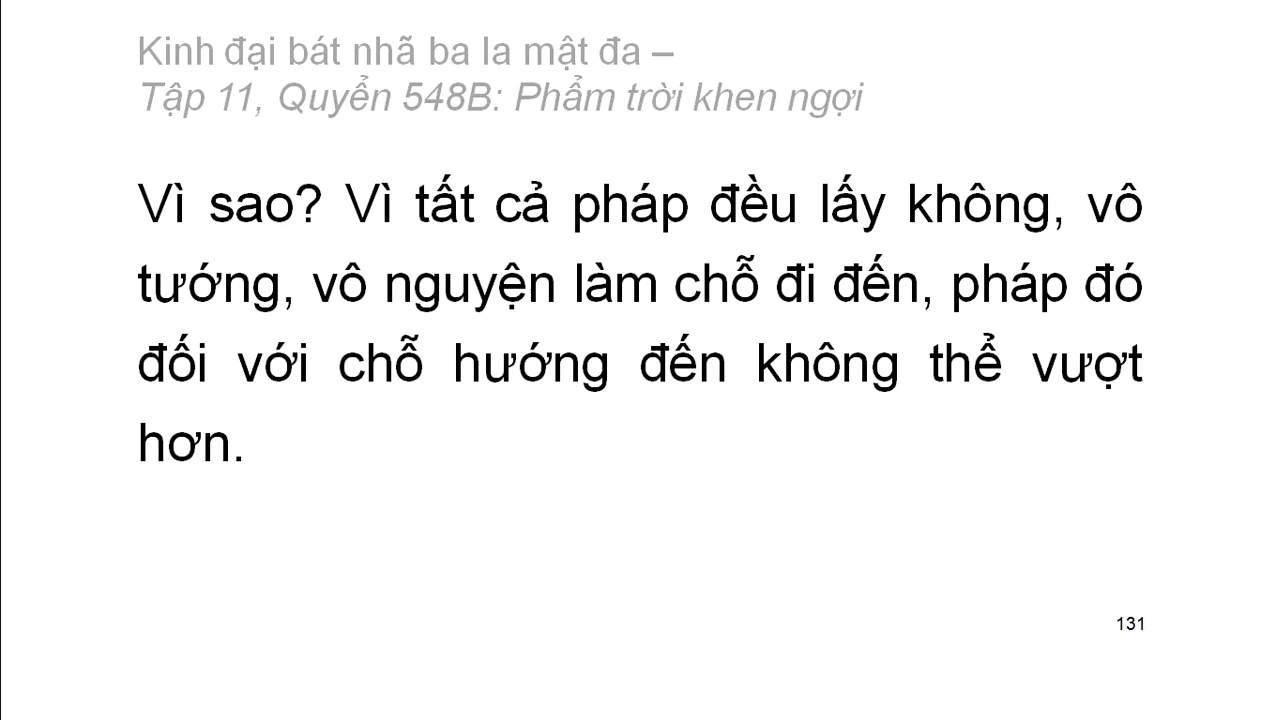 Kinh đại bát nhã ba la mật đa –
Tập 11, Quyển 548B: Phẩm trời khen ngợi
Vì sao? Vì tất cả pháp đều lấy không, vô
tướng, vô nguyện làm chỗ đi đến, pháp đó
đối với chỗ hướng đến không thể vượt
hơn.
131